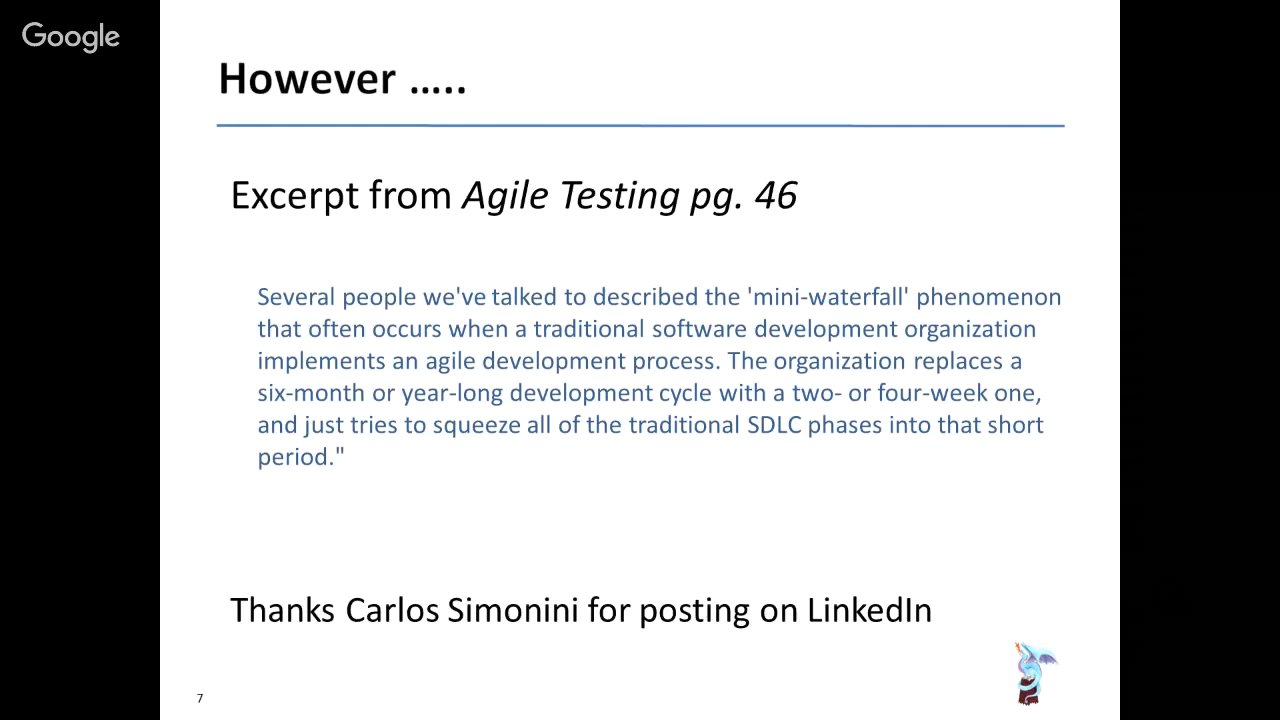 Google
However …..
Excerpt from Agile Testing pg. 46
Several people we've talked to described the 'mini-waterfall' phenomenon
that often occurs when a traditional software development organization
implements an agile development process. The organization replaces a
six-month or year-long development cycle with a two- or four-week one,
and just tries to squeeze all of the traditional SDLC phases into that short
period."
Thanks Carlos Simonini for posting on LinkedIn
7